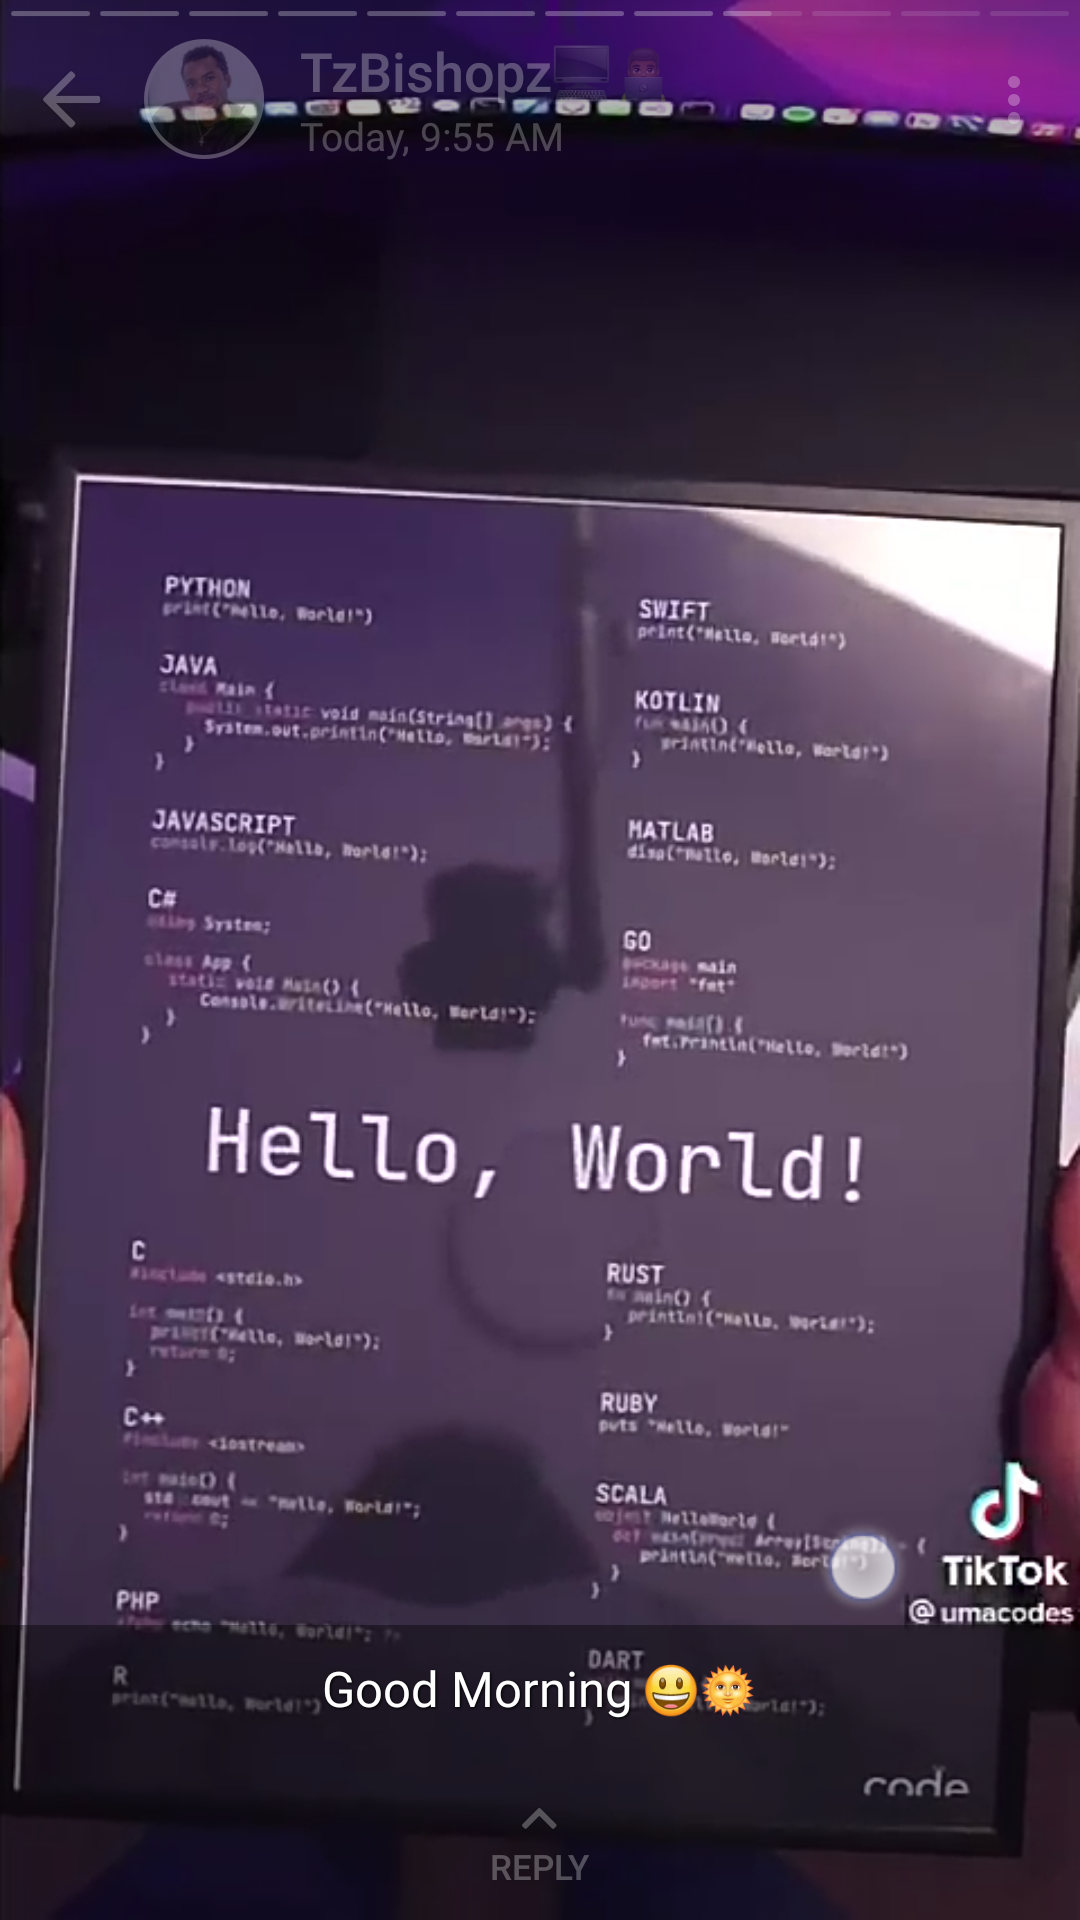 TzBishopz
Today, 9:55 AM
PYTHON
print("Hello, World!")
JAVA
class Main {
public static void main(String[] args) {
System.out.println("Hello, World!");
}
}
JAVASCRIPT
console.log("Hello, World!");
C#
using System;
class App {
static void Main() {
Console.WriteLine("Hello, World!");
}
}
SWIFT
print("Hello, World!")
KOTLIN
fun main() {
println("Hello, World!")
}
MATLAB
disp("Hello, World!");
GO
package main
import "fmt"
func main() {
fmt.Println("Hello, World!")
}
Hello, World!
C
#include <stdio.h>
int main() {
printf("Hello, World!");
return 0;
}
C++
#include <iostream>
int main() {
std::cout << "Hello, World!";
return 0;
}
PHP
<?php echo "Hello, World!"; ?>
R
print("Hello, World!")
RUST
fn main() {
println!("Hello, World!");
}
RUBY
puts "Hello, World!"
SCALA
object HelloWorld {
def main(args: Array[String]) = {
println("Hello, World!")
}
}
DART
World!");
}
TikTok
@umacodes
Good Morning 😃🌞
code
REPLY